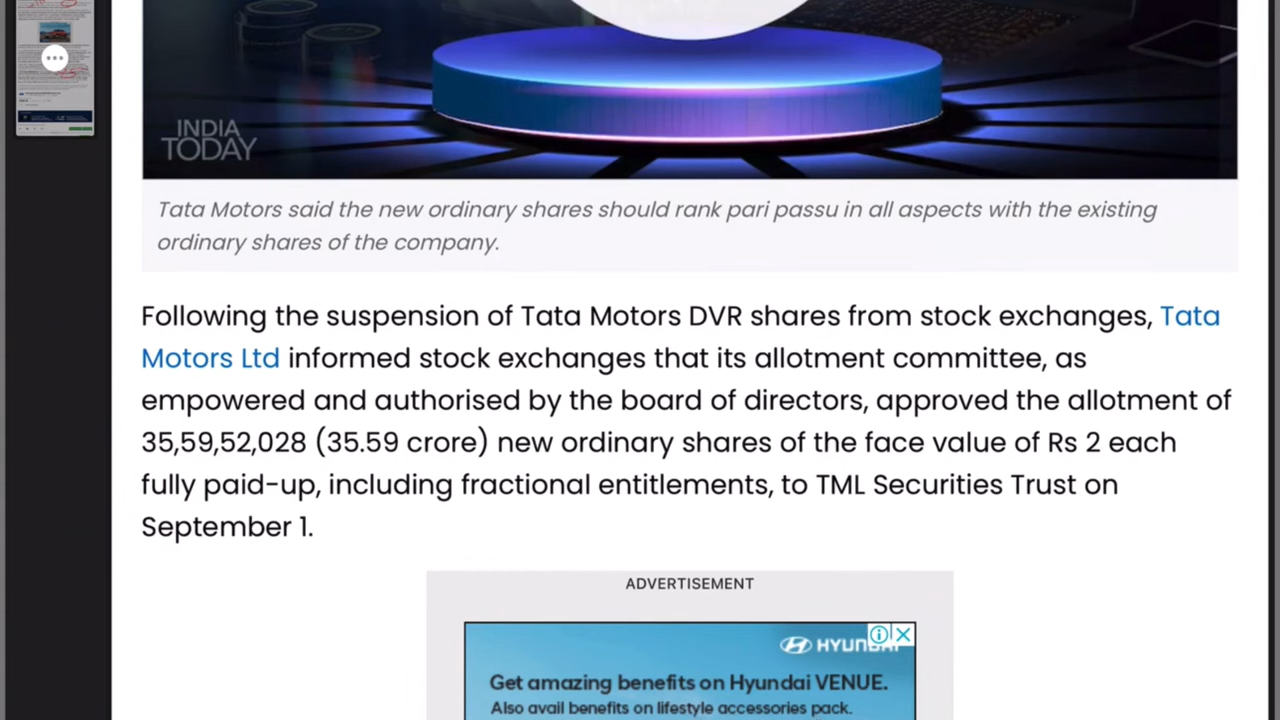 INDIA
TODAY
Tata Motors said the new ordinary shares should rank pari passu in all aspects with the existing
ordinary shares of the company.
Following the suspension of Tata Motors DVR shares from stock exchanges, Tata
Motors Ltd informed stock exchanges that its allotment committee, as
empowered and authorised by the board of directors, approved the allotment of
35,59,52,028 (35.59 crore) new ordinary shares of the face value of Rs 2 each
fully paid-up, including fractional entitlements, to TML Securities Trust on
September 1.
ADVERTISEMENT
HYUNDAI
Get amazing benefits on Hyundai VENUE.
Also avail benefits on lifestyle accessories pack.